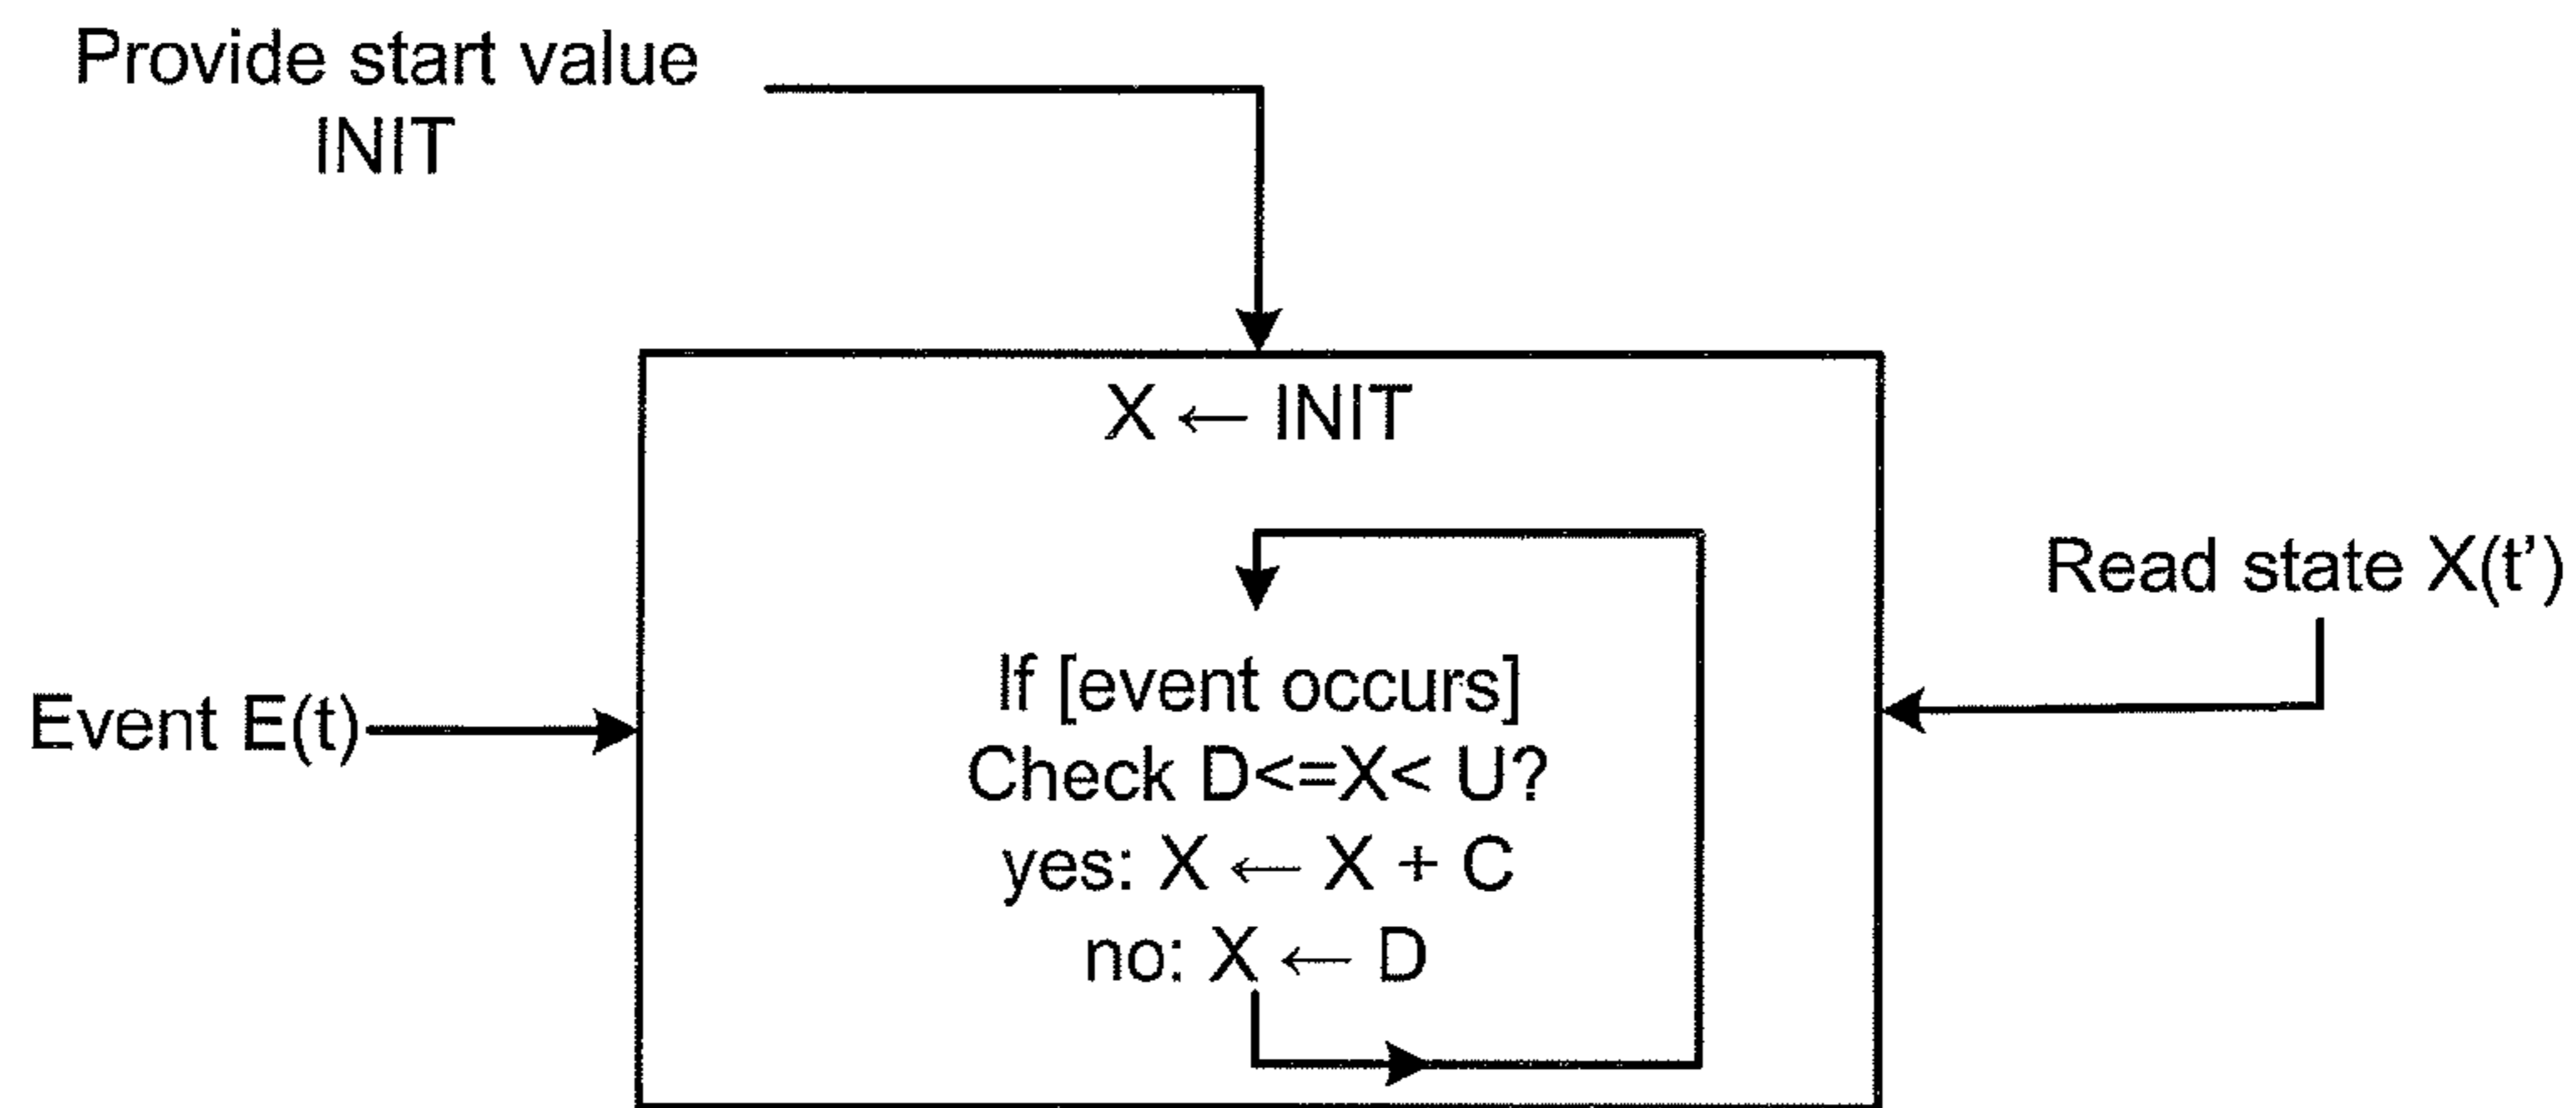 Provide start value
INIT
X ← INIT
Read state X(t’)
If [event occurs]
Event E(t)
Check D<=X< U?
yes: X ← X + C
no: X ← D